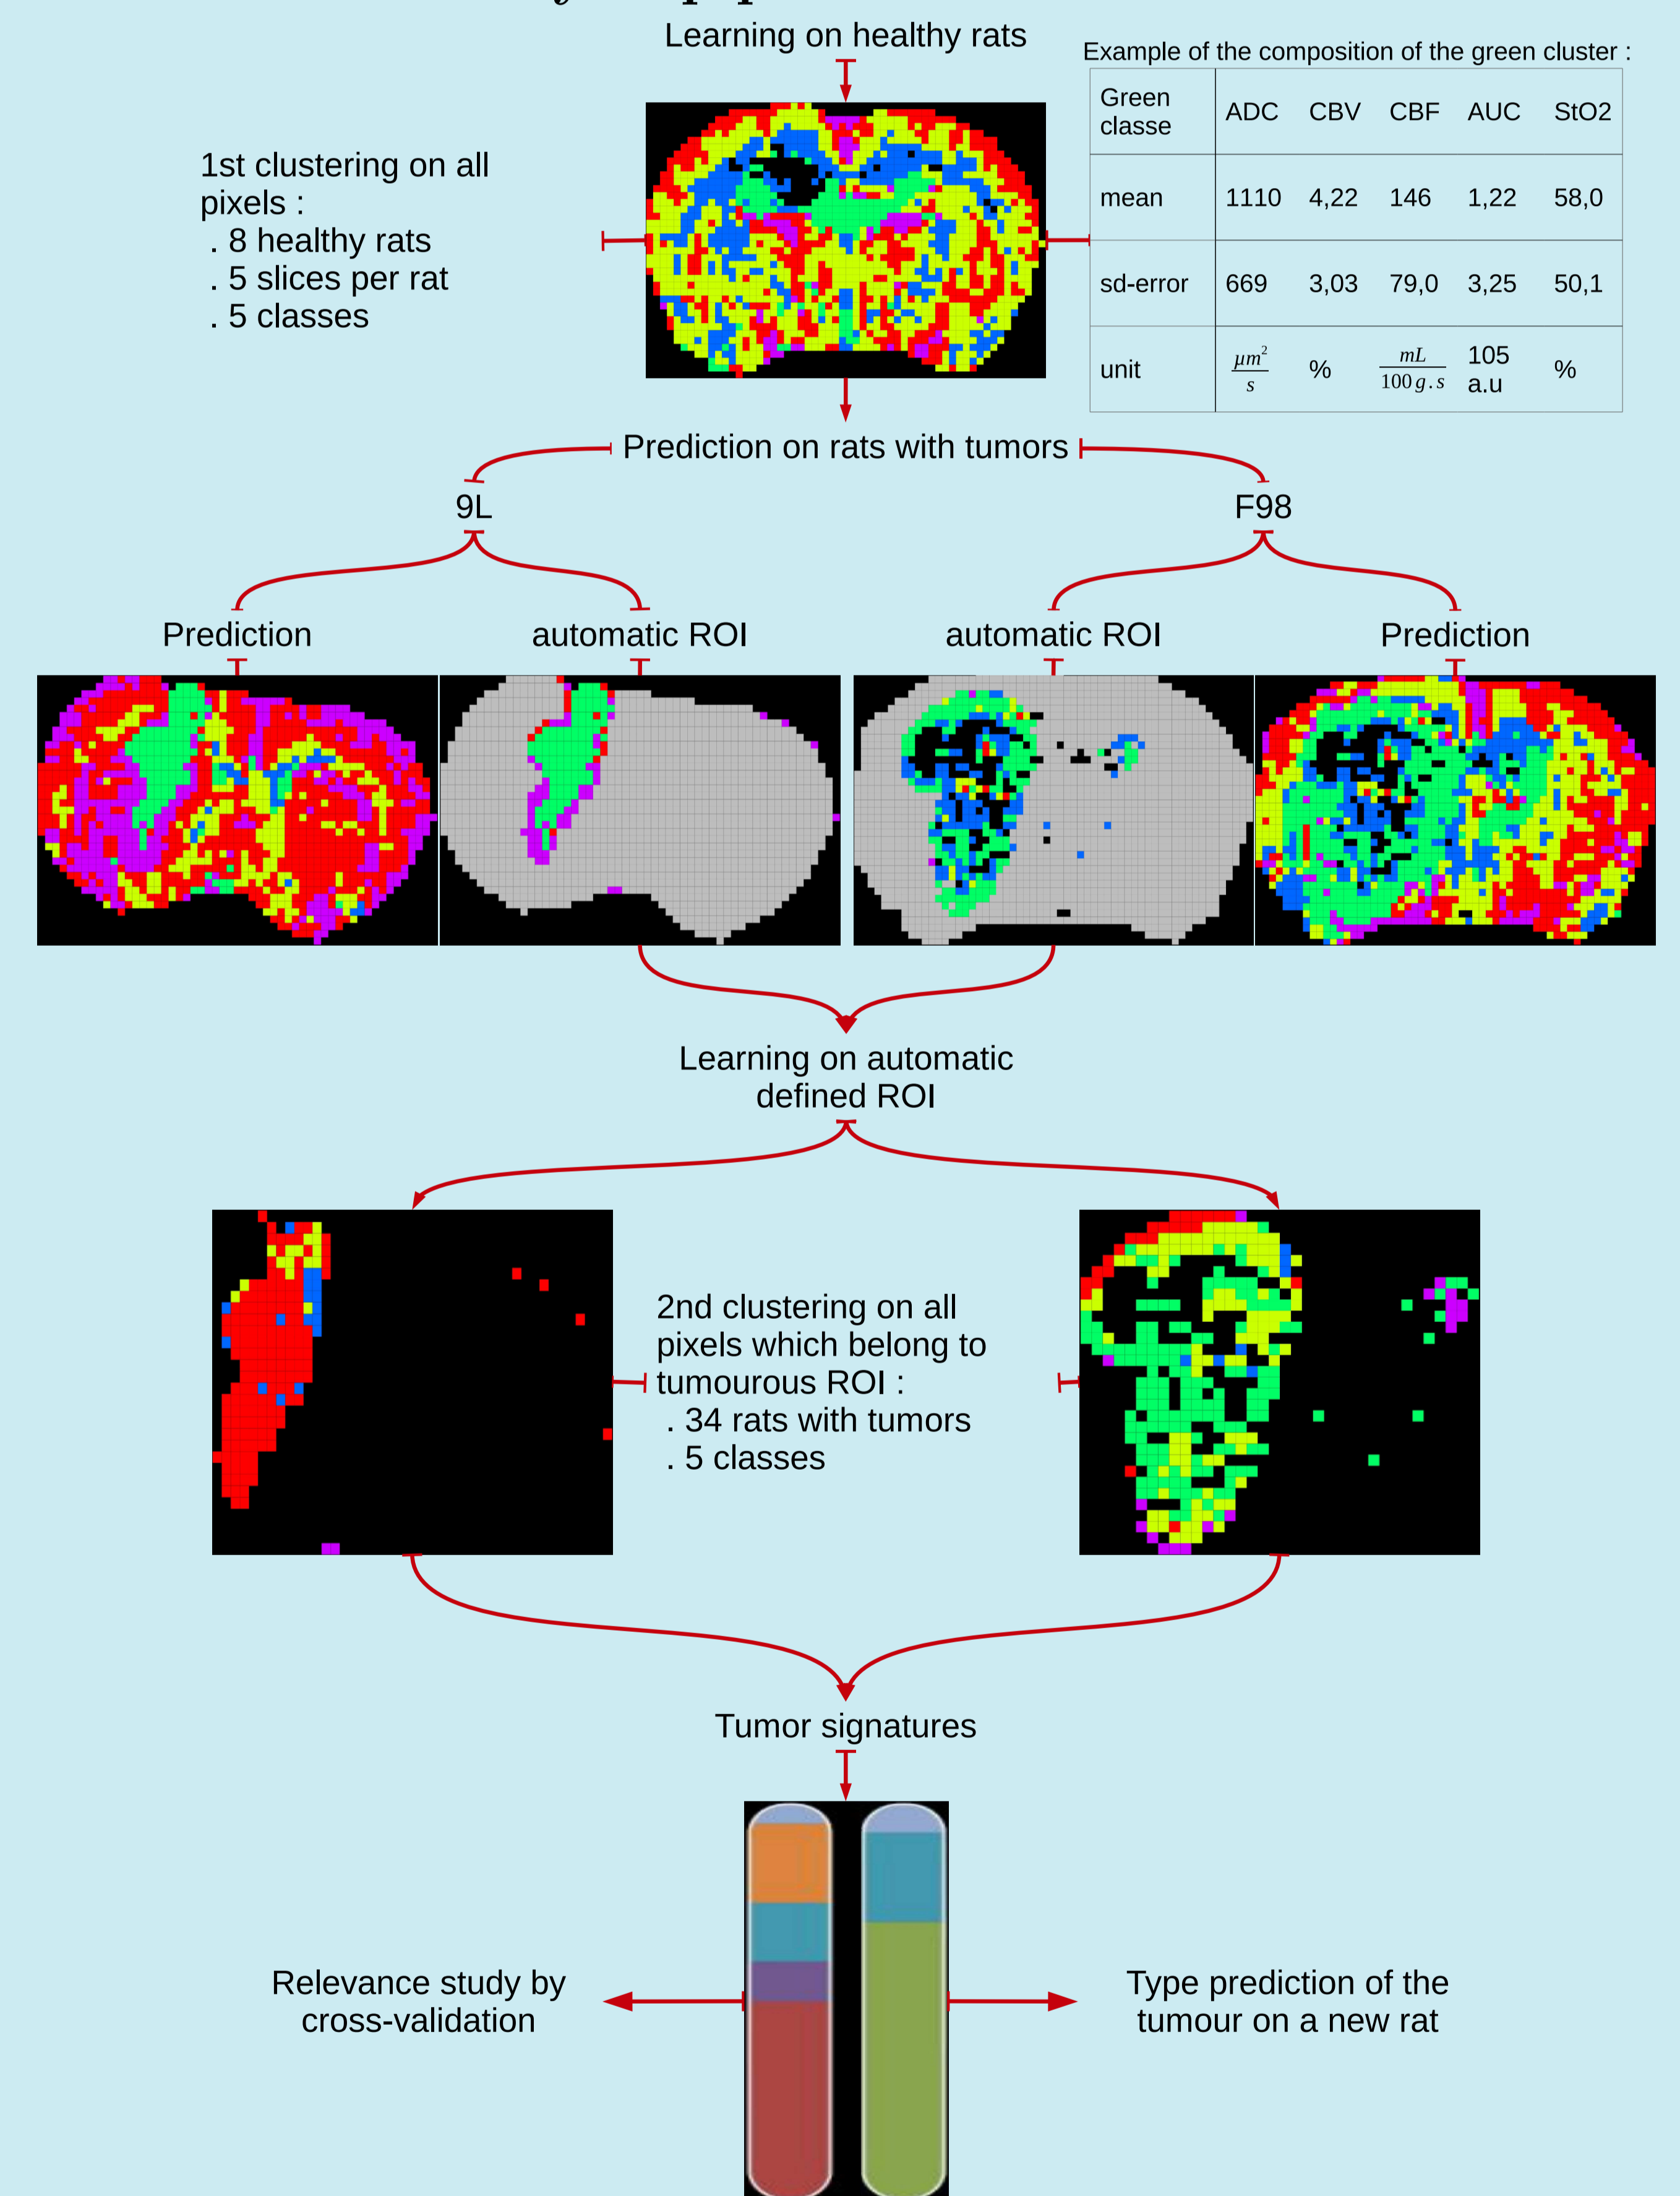 Learning on healthy rats
Example of the composition of the green cluster :
Green classe ADC CBV CBF AUC StO2
mean 1110 4,22 146 1,22 58,0
sd-error 669 3,03 79,0 3,25 50,1
unit µm²/s % mL/100 g.s 105 a.u %
1st clustering on all
pixels :
. 8 healthy rats
. 5 slices per rat
. 5 classes
Prediction on rats with tumors
9L
F98
Prediction
automatic ROI
automatic ROI
Prediction
Learning on automatic
defined ROI
2nd clustering on all
pixels which belong to
tumourous ROI :
. 34 rats with tumors
. 5 classes
Tumor signatures
Relevance study by
cross-validation
Type prediction of the
tumour on a new rat